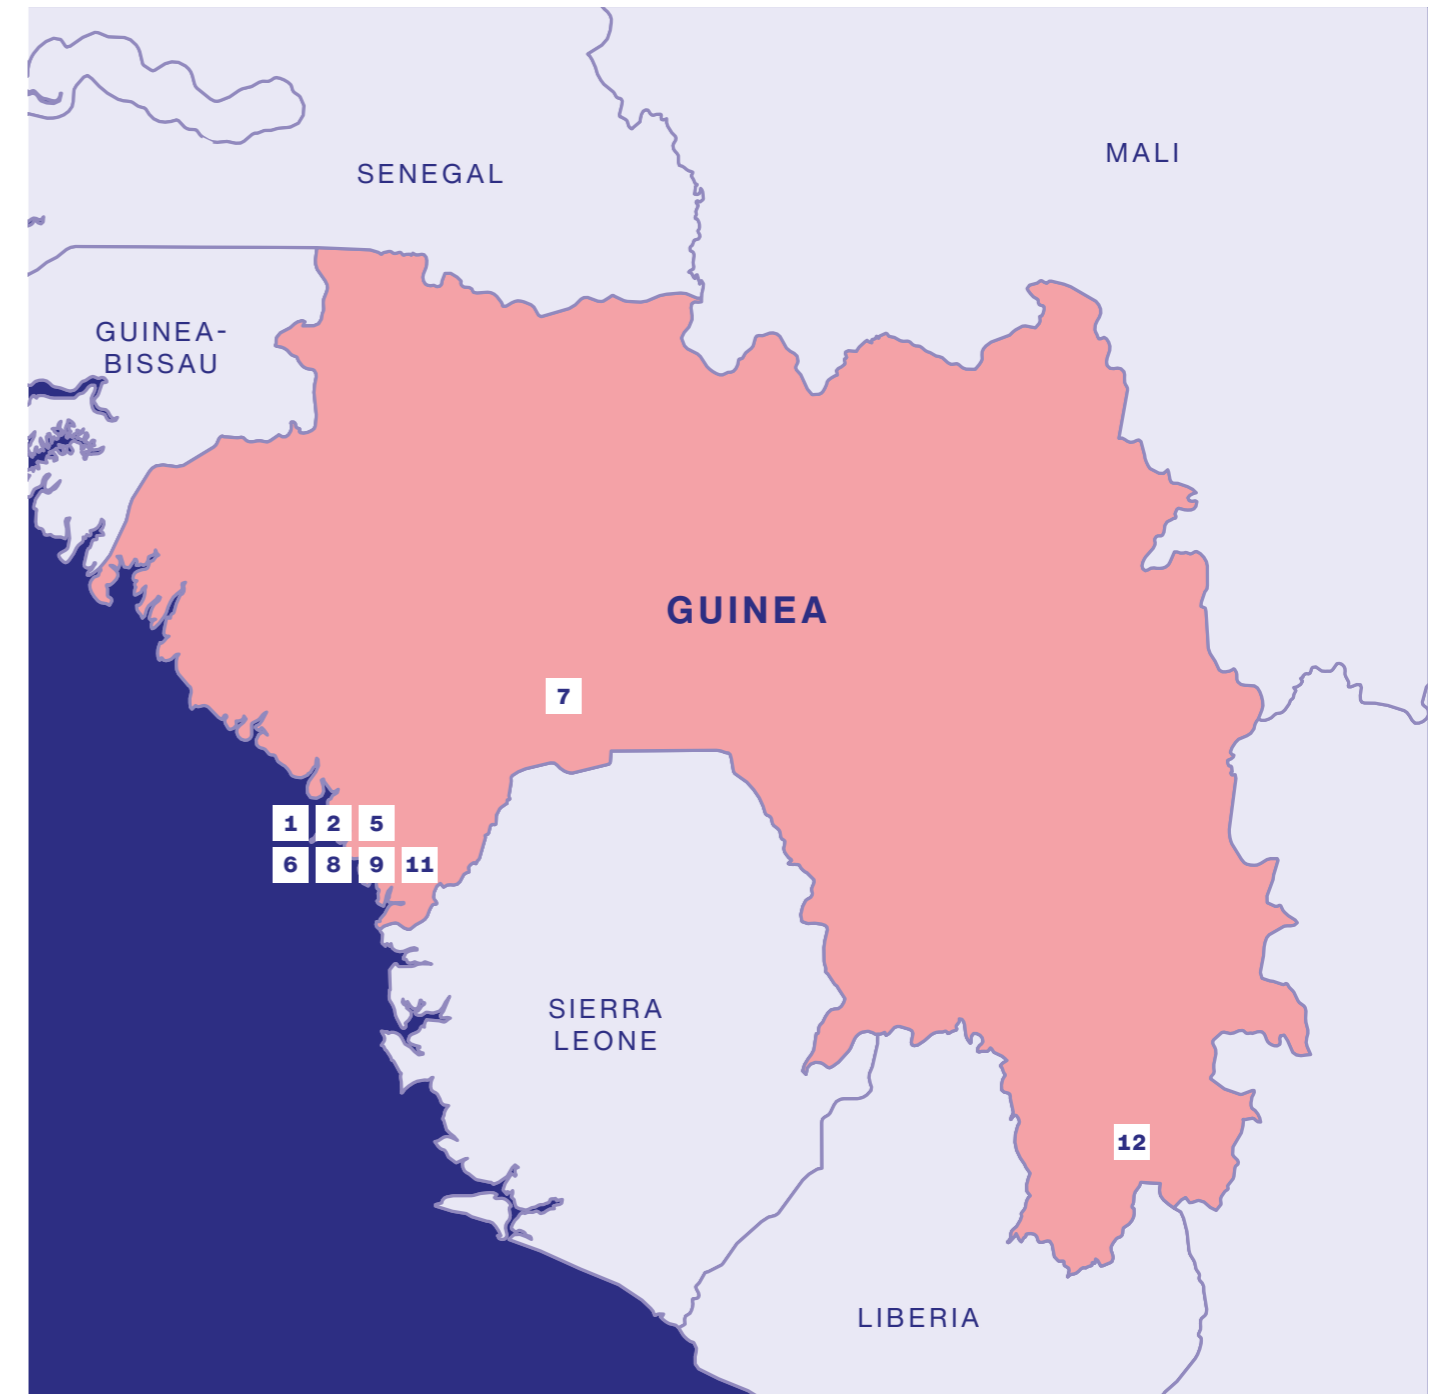 MALI
SENEGAL
GUINEA-
BISSAU
GUINEA
7
1 2 5
6 8 9 11
SIERRA
LEONE
12
LIBERIA